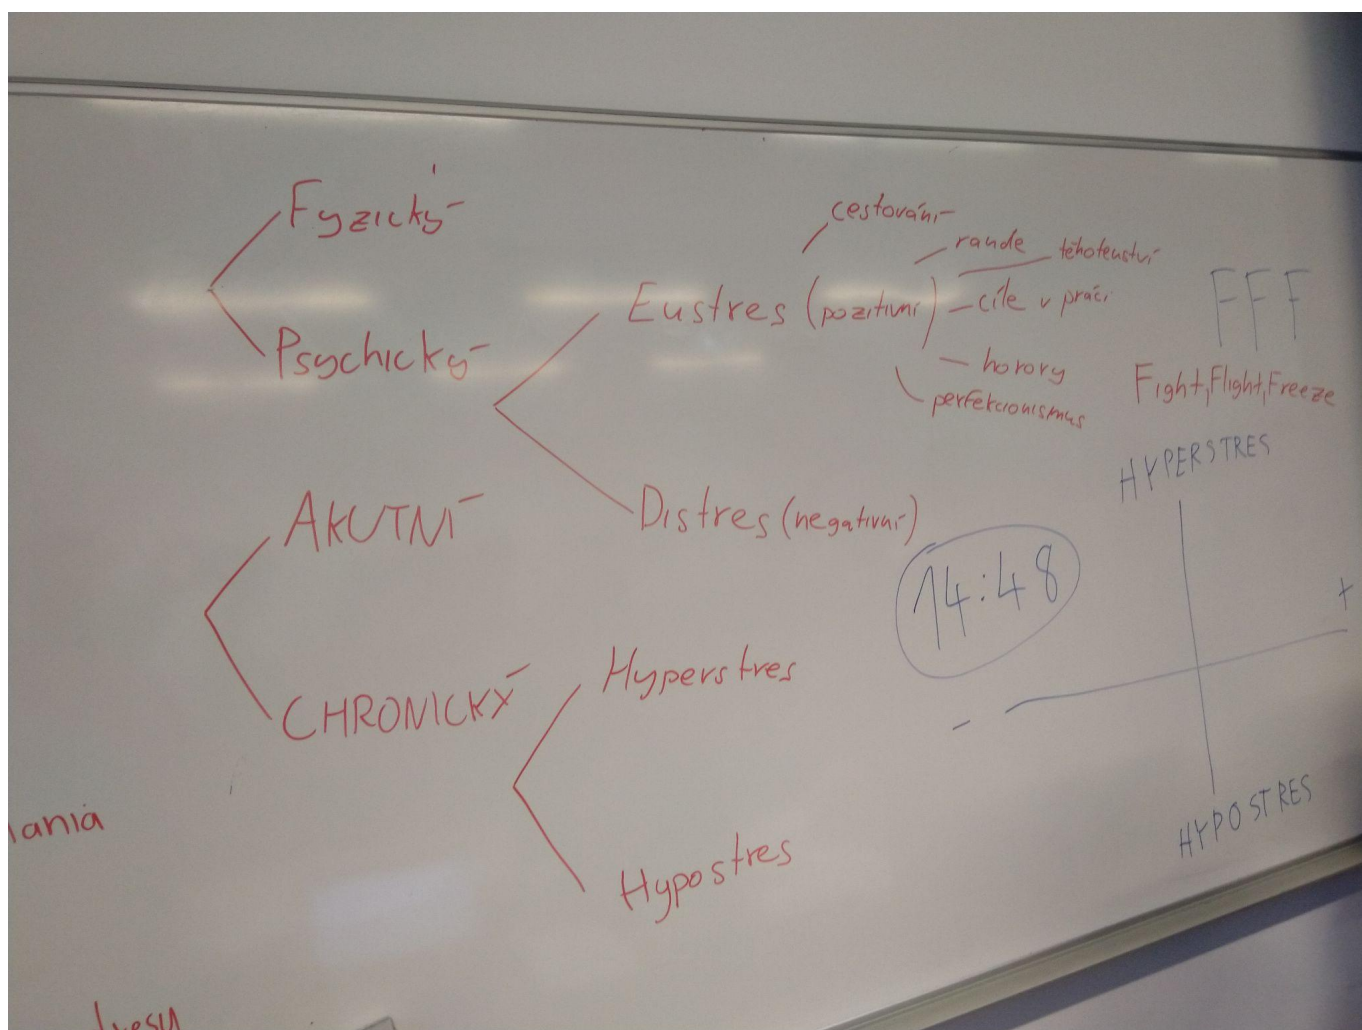 Fyzický
Psychický
Eustres (pozitivní)
cestování
rande
těhotenství
cíle v práci
horory
perfekcionismus
Distres (negativní)
FFF
Fight, Flight, Freeze
AKUTNÍ
CHRONICKÝ
Hyperstres
Hypostres
14:48
HYPERSTRES
+
-
HYPOSTRES